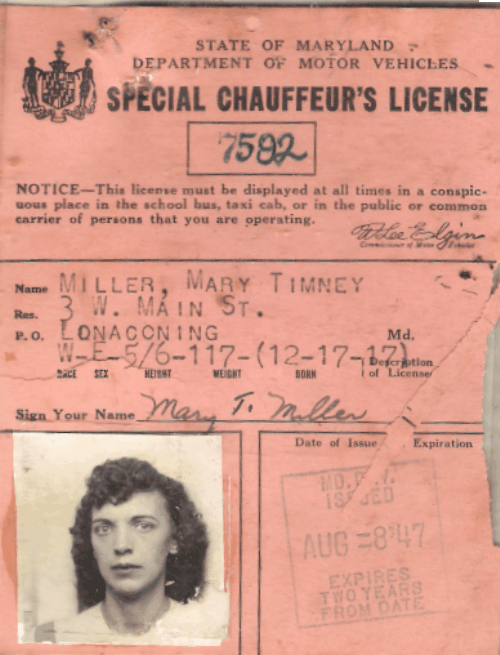 STATE OF MARYLAND
DEPARTMENT OF MOTOR VEHICLES
SPECIAL CHAUFFEUR'S LICENSE
7592
NOTICE—This license must be displayed at all times in a conspic-
uous place in the school bus, taxi cab, or in the public or common
carrier of persons that you are operating.
W. Lee Elgin
Commissioner of Motor Vehicles
Name MILLER, MARY TIMNEY
Res. 3 W. MAIN ST.
P. O. LONACONING Md.
W-F-5/6-117-(12-17-17) Description
RACE SEX HEIGHT WEIGHT BORN of License
Sign Your Name Mary T. Miller
Date of Issue Expiration
MD. D.M.V.
ISSUED
AUG -8'47
EXPIRES
TWO YEARS
FROM DATE